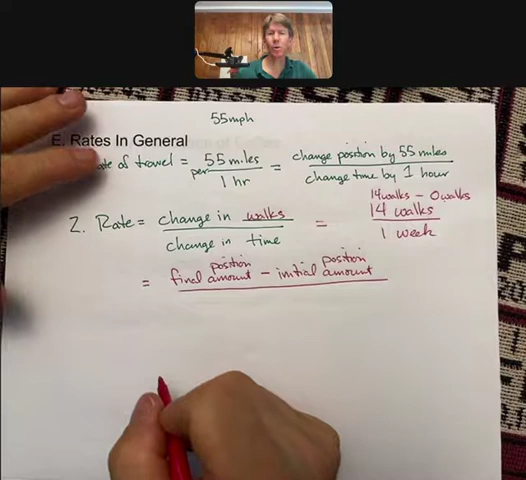 55mph
E. Rates In General
of travel = 55 miles / per 1 hr = change position by 55 miles / change time by 1 hour
14 walks - 0 walks
2. Rate = change in walks / change in time = 14 walks / 1 week
position position
= final amount - initial amount